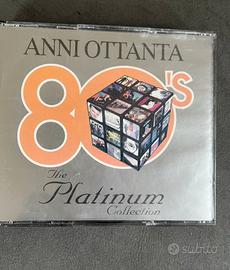 ANNI OTTANTA
80's
The
Platinum
Collection
subito